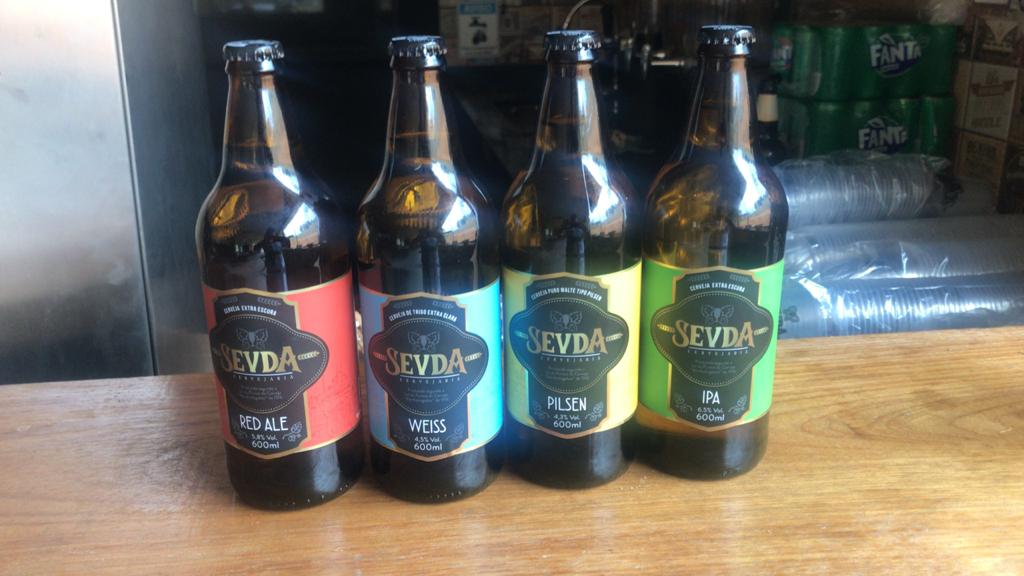 CERVEJA EXTRA ESCURA
SEVDA
CERVEJARIA
RED ALE
5,8% Vol.
600ml
CERVEJA DE TRIGO EXTRA CLARA
SEVDA
CERVEJARIA
WEISS
4,5% Vol.
600ml
CERVEJA PURO MALTE TIPO PILSEN
SEVDA
CERVEJARIA
PILSEN
4,3% Vol.
600ml
CERVEJA EXTRA ESCURA
SEVDA
CERVEJARIA
IPA
6,5% Vol.
600ml
FANTA
FANTA